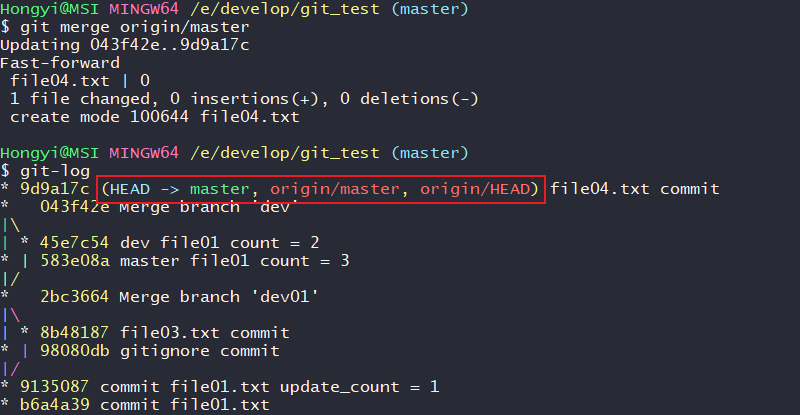 Hongyi@MSI MINGW64 /e/develop/git_test (master)
$ git merge origin/master
Updating 043f42e..9d9a17c
Fast-forward
 file04.txt | 0
 1 file changed, 0 insertions(+), 0 deletions(-)
 create mode 100644 file04.txt

Hongyi@MSI MINGW64 /e/develop/git_test (master)
$ git-log
* 9d9a17c (HEAD -> master, origin/master, origin/HEAD) file04.txt commit
*   043f42e Merge branch 'dev'
|\
| * 45e7c54 dev file01 count = 2
* | 583e08a master file01 count = 3
|/
*   2bc3664 Merge branch 'dev01'
|\
| * 8b48187 file03.txt commit
* | 98080db gitignore commit
|/
* 9135087 commit file01.txt update_count = 1
* b6a4a39 commit file01.txt